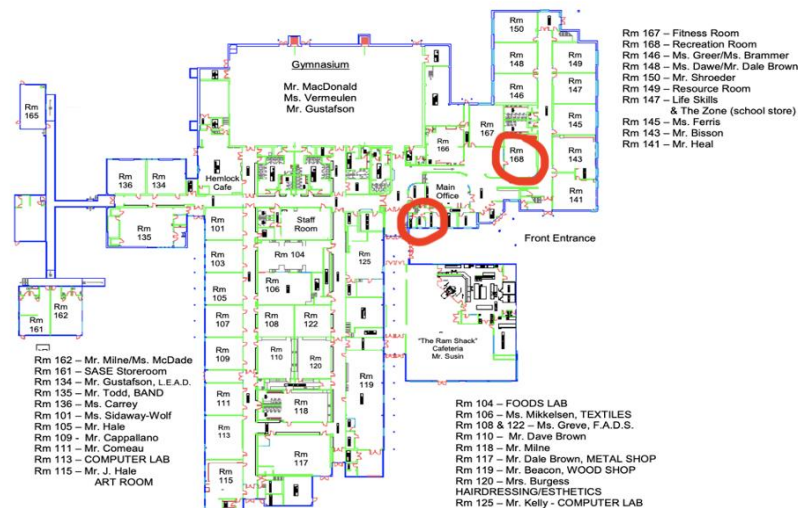 Rm
150
Rm
148
Rm
149
Rm
146
Rm
147
Rm
167
Rm
145
Rm
166
Rm
168
Rm
143
Rm
141
Rm 167 – Fitness Room
Rm 168 – Recreation Room
Rm 146 – Ms. Greer/Ms. Brammer
Rm 148 – Ms. Dawe/Mr. Dale Brown
Rm 150 – Mr. Shroeder
Rm 149 – Resource Room
Rm 147 – Life Skills
& The Zone (school store)
Rm 145 – Ms. Ferris
Rm 143 – Mr. Bisson
Rm 141 – Mr. Heal
Gymnasium
Mr. MacDonald
Ms. Vermeulen
Mr. Gustafson
Rm
165
Rm
136
Rm
134
Hemlock
Cafe
Main
Office
Front Entrance
Rm
135
Rm
101
Staff
Room
Rm
103
Rm 104
Rm
125
Rm
105
Rm
106
Rm
161
Rm
162
Rm
107
Rm
108
Rm
122
Rm
109
Rm
110
Rm
120
Rm
119
Rm
111
Rm
118
Rm
113
Rm
117
Rm
115
"The Ram Shack"
Cafeteria
Mr. Susin
Rm 162 – Mr. Milne/Ms. McDade
Rm 161 – SASE Storeroom
Rm 134 – Mr. Gustafson, L.E.A.D.
Rm 135 – Mr. Todd, BAND
Rm 136 – Ms. Carrey
Rm 101 – Ms. Sidaway-Wolf
Rm 105 – Mr. Hale
Rm 109 - Mr. Cappallano
Rm 111 – Mr. Comeau
Rm 113 – COMPUTER LAB
Rm 115 – Mr. J. Hale
ART ROOM
Rm 104 – FOODS LAB
Rm 106 – Ms. Mikkelsen, TEXTILES
Rm 108 & 122 – Ms. Greve, F.A.D.S.
Rm 110 – Mr. Dave Brown
Rm 118 – Mr. Milne
Rm 117 – Mr. Dale Brown, METAL SHOP
Rm 119 – Mr. Beacon, WOOD SHOP
Rm 120 – Mrs. Burgess
HAIRDRESSING/ESTHETICS
Rm 125 – Mr. Kelly - COMPUTER LAB